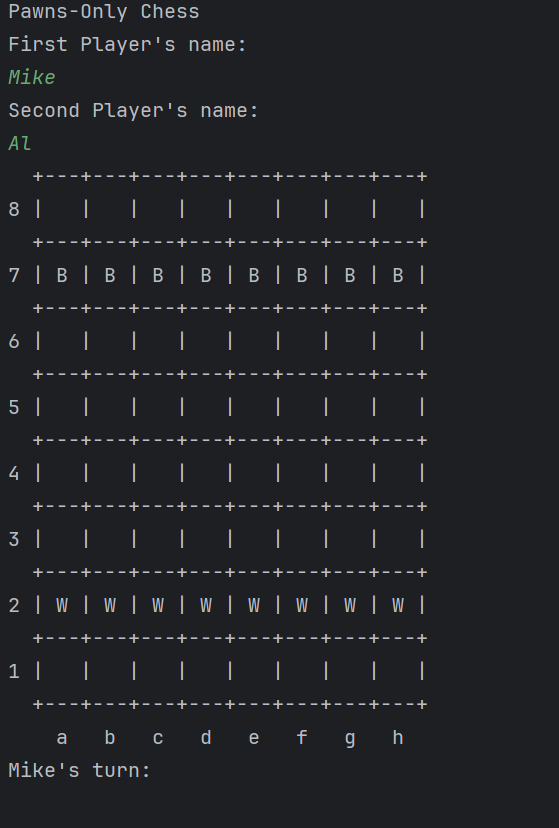 Pawns-Only Chess
First Player's name:
Mike
Second Player's name:
Al
  +---+---+---+---+---+---+---+---+
8 |   |   |   |   |   |   |   |   |
  +---+---+---+---+---+---+---+---+
7 | B | B | B | B | B | B | B | B |
  +---+---+---+---+---+---+---+---+
6 |   |   |   |   |   |   |   |   |
  +---+---+---+---+---+---+---+---+
5 |   |   |   |   |   |   |   |   |
  +---+---+---+---+---+---+---+---+
4 |   |   |   |   |   |   |   |   |
  +---+---+---+---+---+---+---+---+
3 |   |   |   |   |   |   |   |   |
  +---+---+---+---+---+---+---+---+
2 | W | W | W | W | W | W | W | W |
  +---+---+---+---+---+---+---+---+
1 |   |   |   |   |   |   |   |   |
  +---+---+---+---+---+---+---+---+
    a   b   c   d   e   f   g   h
Mike's turn: